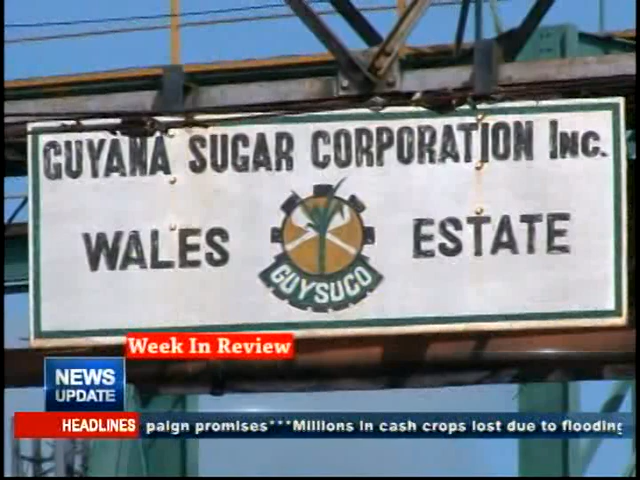 GUYANA SUGAR CORPORATION INC.
WALES
ESTATE
GUYSUCO
Week In Review
NEWS
UPDATE
HEADLINES
paign promises***Millions in cash crops lost due to flooding